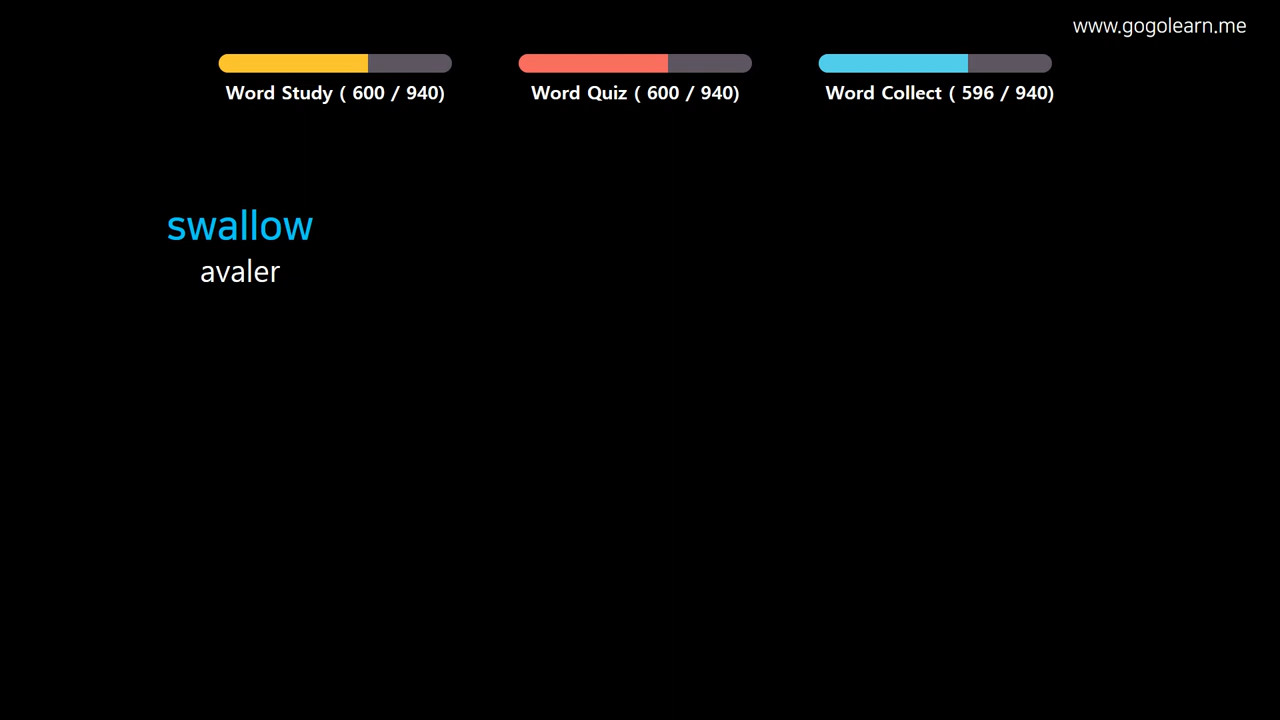 www.gogolearn.me
Word Study ( 600 / 940)
Word Quiz ( 600 / 940)
Word Collect ( 596 / 940)
swallow
avaler